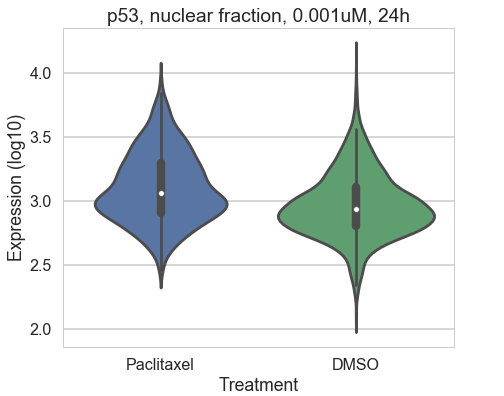 p53, nuclear fraction, 0.001uM, 24h
Expression (log10)
4.0
3.5
3.0
2.5
2.0
Paclitaxel DMSO
Treatment